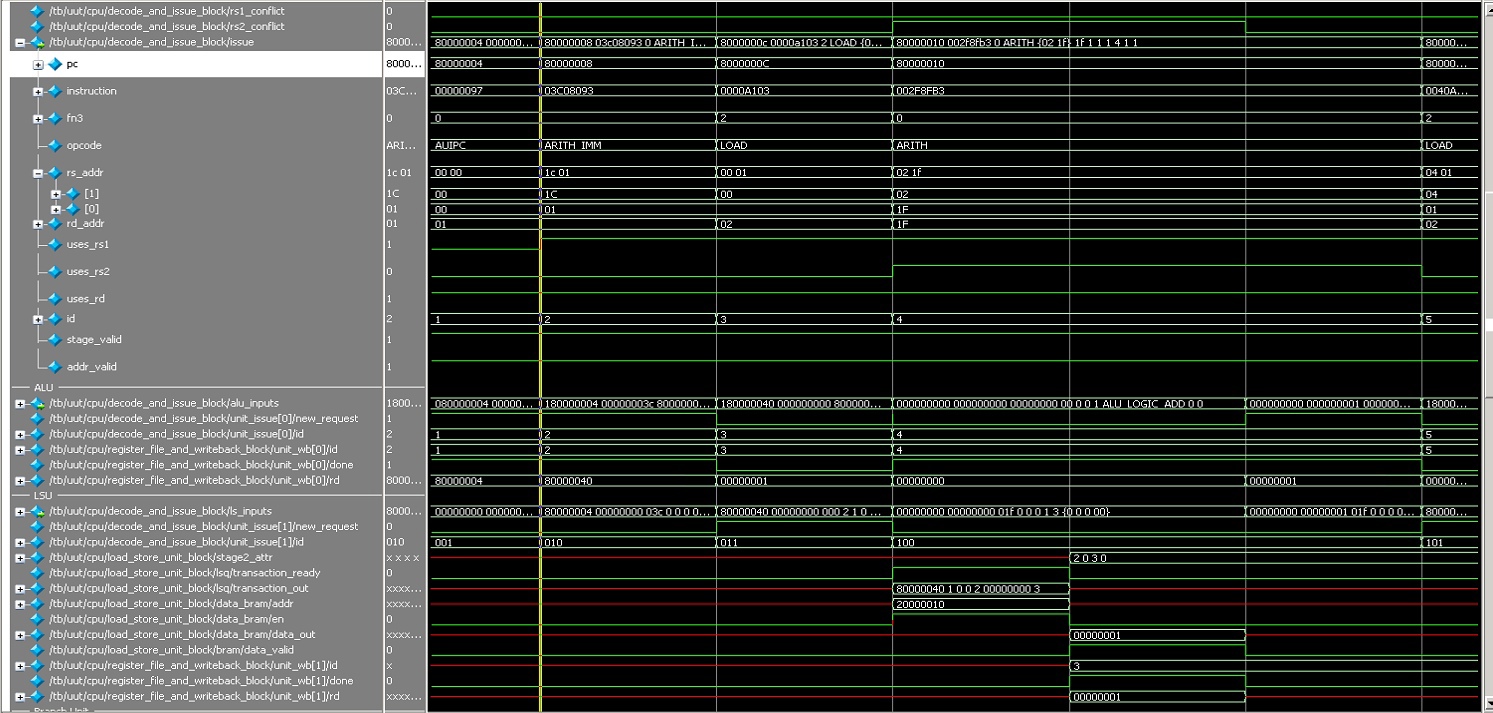 /tb/uut/cpu/decode_and_issue_block/rs1_conflict 0
/tb/uut/cpu/decode_and_issue_block/rs2_conflict 0
/tb/uut/cpu/decode_and_issue_block/issue 8000... 80000004 000000... 80000008 03c08093 0 ARITH_I... 8000000c 0000a103 2 LOAD {0... 80000010 002f8fb3 0 ARITH {02 1f} 1f 1 1 1 4 1 1 80000...
pc 8000... 80000004 80000008 8000000C 80000010 80000...
instruction 03C... 00000097 03C08093 0000A103 002F8FB3 0040A...
fn3 0 0 2 0 2
opcode ARI... AUIPC ARITH_IMM LOAD ARITH LOAD
rs_addr 1c 01 00 00 1c 01 00 01 02 1f 04 01
[1] 1C 00 1C 00 02 04
[0] 01 00 01 1F 01
rd_addr 01 01 02 1F 02
uses_rs1 1
uses_rs2 0
uses_rd 1
id 2 1 2 3 4 5
stage_valid 1
addr_valid 1
ALU
/tb/uut/cpu/decode_and_issue_block/alu_inputs 1800... 080000004 00000... 180000004 00000003c 8000000... 180000040 000000000 800000... 000000000 000000000 00000000 00 0 0 1 ALU_LOGIC_ADD 0 0 000000000 000000001 000000... 18000...
/tb/uut/cpu/decode_and_issue_block/unit_issue[0]/new_request 1
/tb/uut/cpu/decode_and_issue_block/unit_issue[0]/id 2 1 2 3 4 5
/tb/uut/cpu/register_file_and_writeback_block/unit_wb[0]/id 2 1 2 3 4 5
/tb/uut/cpu/register_file_and_writeback_block/unit_wb[0]/done 1
/tb/uut/cpu/register_file_and_writeback_block/unit_wb[0]/rd 8000... 80000004 80000040 00000001 00000000 00000001 00000...
LSU
/tb/uut/cpu/decode_and_issue_block/ls_inputs 8000... 00000000 000000... 80000004 00000000 03c 0 0 0 0... 80000040 00000000 000 2 1 0 ... 00000000 00000000 01f 0 0 0 1 3 {0 0 0 00} 00000000 00000001 01f 0 0 0... 80000...
/tb/uut/cpu/decode_and_issue_block/unit_issue[1]/new_request 0
/tb/uut/cpu/decode_and_issue_block/unit_issue[1]/id 010 001 010 011 100 101
/tb/uut/cpu/load_store_unit_block/stage2_attr x x x x 2 0 3 0
/tb/uut/cpu/load_store_unit_block/lsq/transaction_ready 0
/tb/uut/cpu/load_store_unit_block/lsq/transaction_out xxxx... 80000040 1 0 0 2 00000000 3
/tb/uut/cpu/load_store_unit_block/data_bram/addr xxxx... 20000010
/tb/uut/cpu/load_store_unit_block/data_bram/en 0
/tb/uut/cpu/load_store_unit_block/data_bram/data_out xxxx... 00000001
/tb/uut/cpu/load_store_unit_block/bram/data_valid 0
/tb/uut/cpu/register_file_and_writeback_block/unit_wb[1]/id x 3
/tb/uut/cpu/register_file_and_writeback_block/unit_wb[1]/done 0
/tb/uut/cpu/register_file_and_writeback_block/unit_wb[1]/rd xxxx... 00000001
Branch Unit